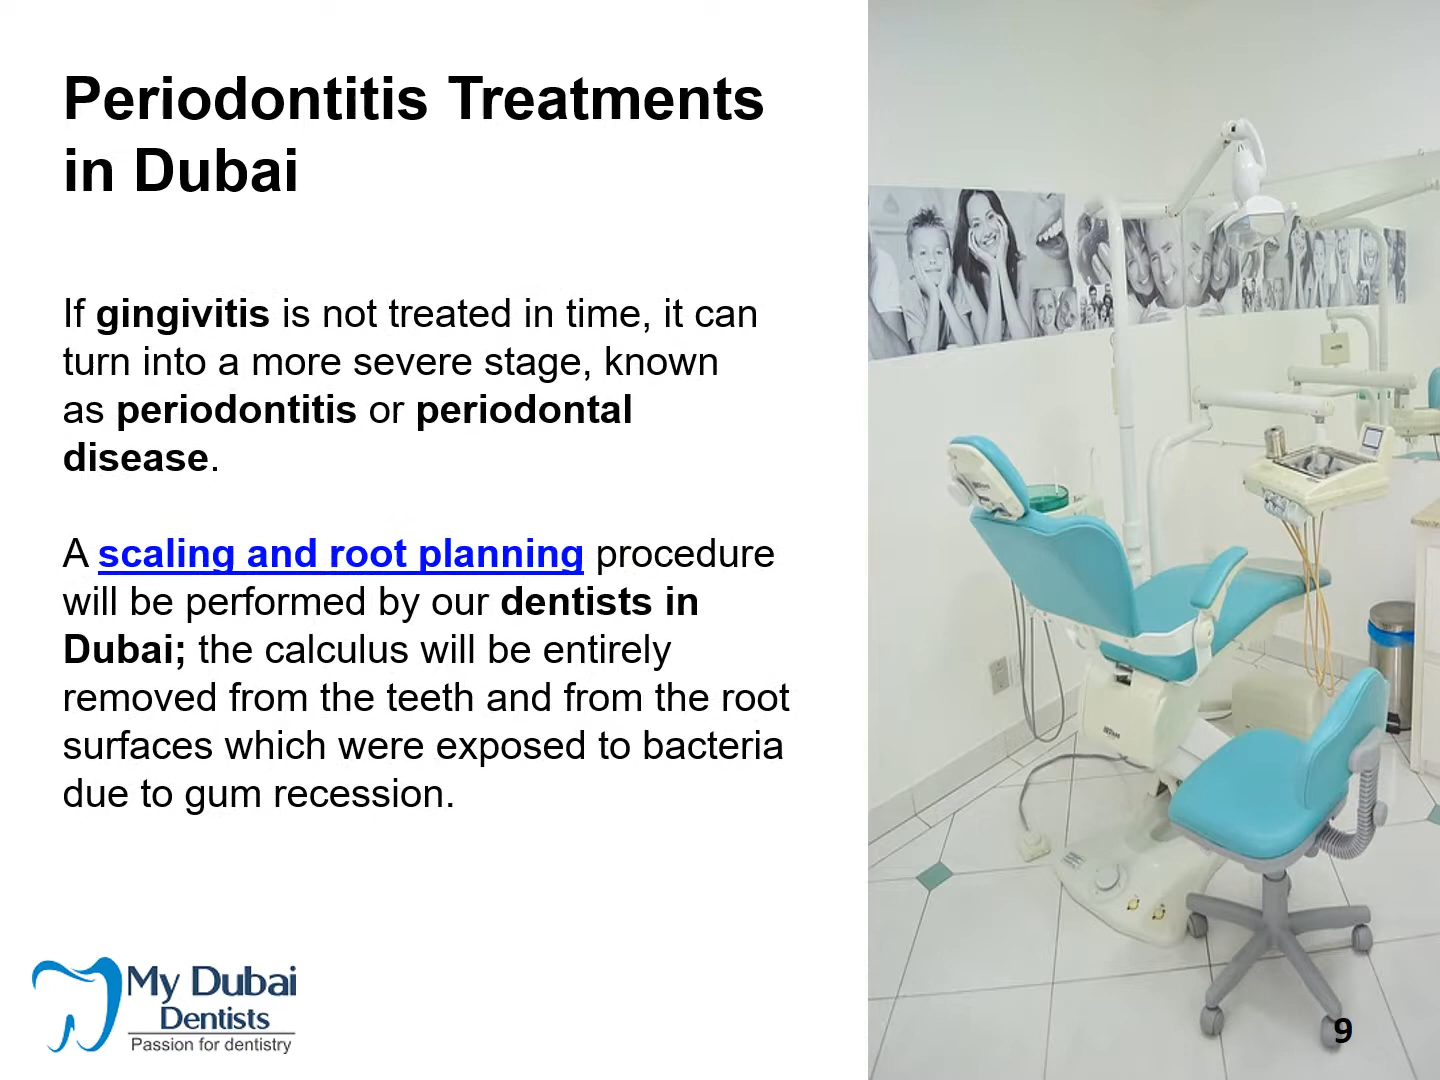 Periodontitis Treatments
in Dubai
If gingivitis is not treated in time, it can
turn into a more severe stage, known
as periodontitis or periodontal
disease.
A scaling and root planning procedure
will be performed by our dentists in
Dubai; the calculus will be entirely
removed from the teeth and from the root
surfaces which were exposed to bacteria
due to gum recession.
My Dubai
Dentists
Passion for dentistry
9